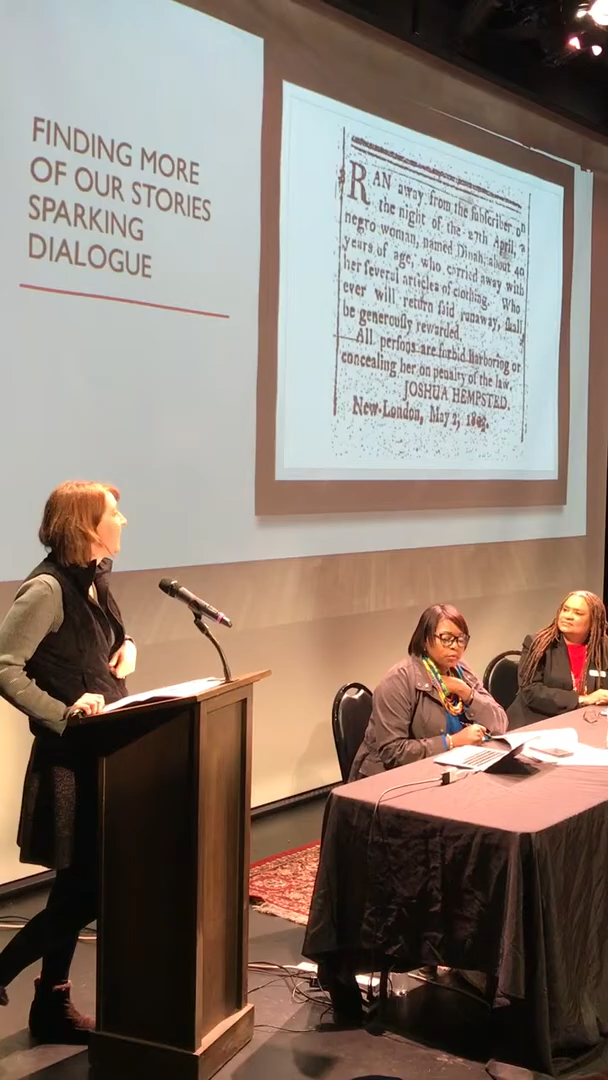 FINDING MORE
OF OUR STORIES
SPARKING
DIALOGUE
RAN away from the ſubſcriber on
the night of the 27th April, a
negro woman, named Dinah, about 40
years of age, who carried away with
her ſeveral articles of clothing. Who
ever will return ſaid runaway, ſhall
be generouſly rewarded.
All perſons are forbid harboring or
concealing her on penalty of the law.
JOSHUA HEMPSTED.
New-London, May 2,